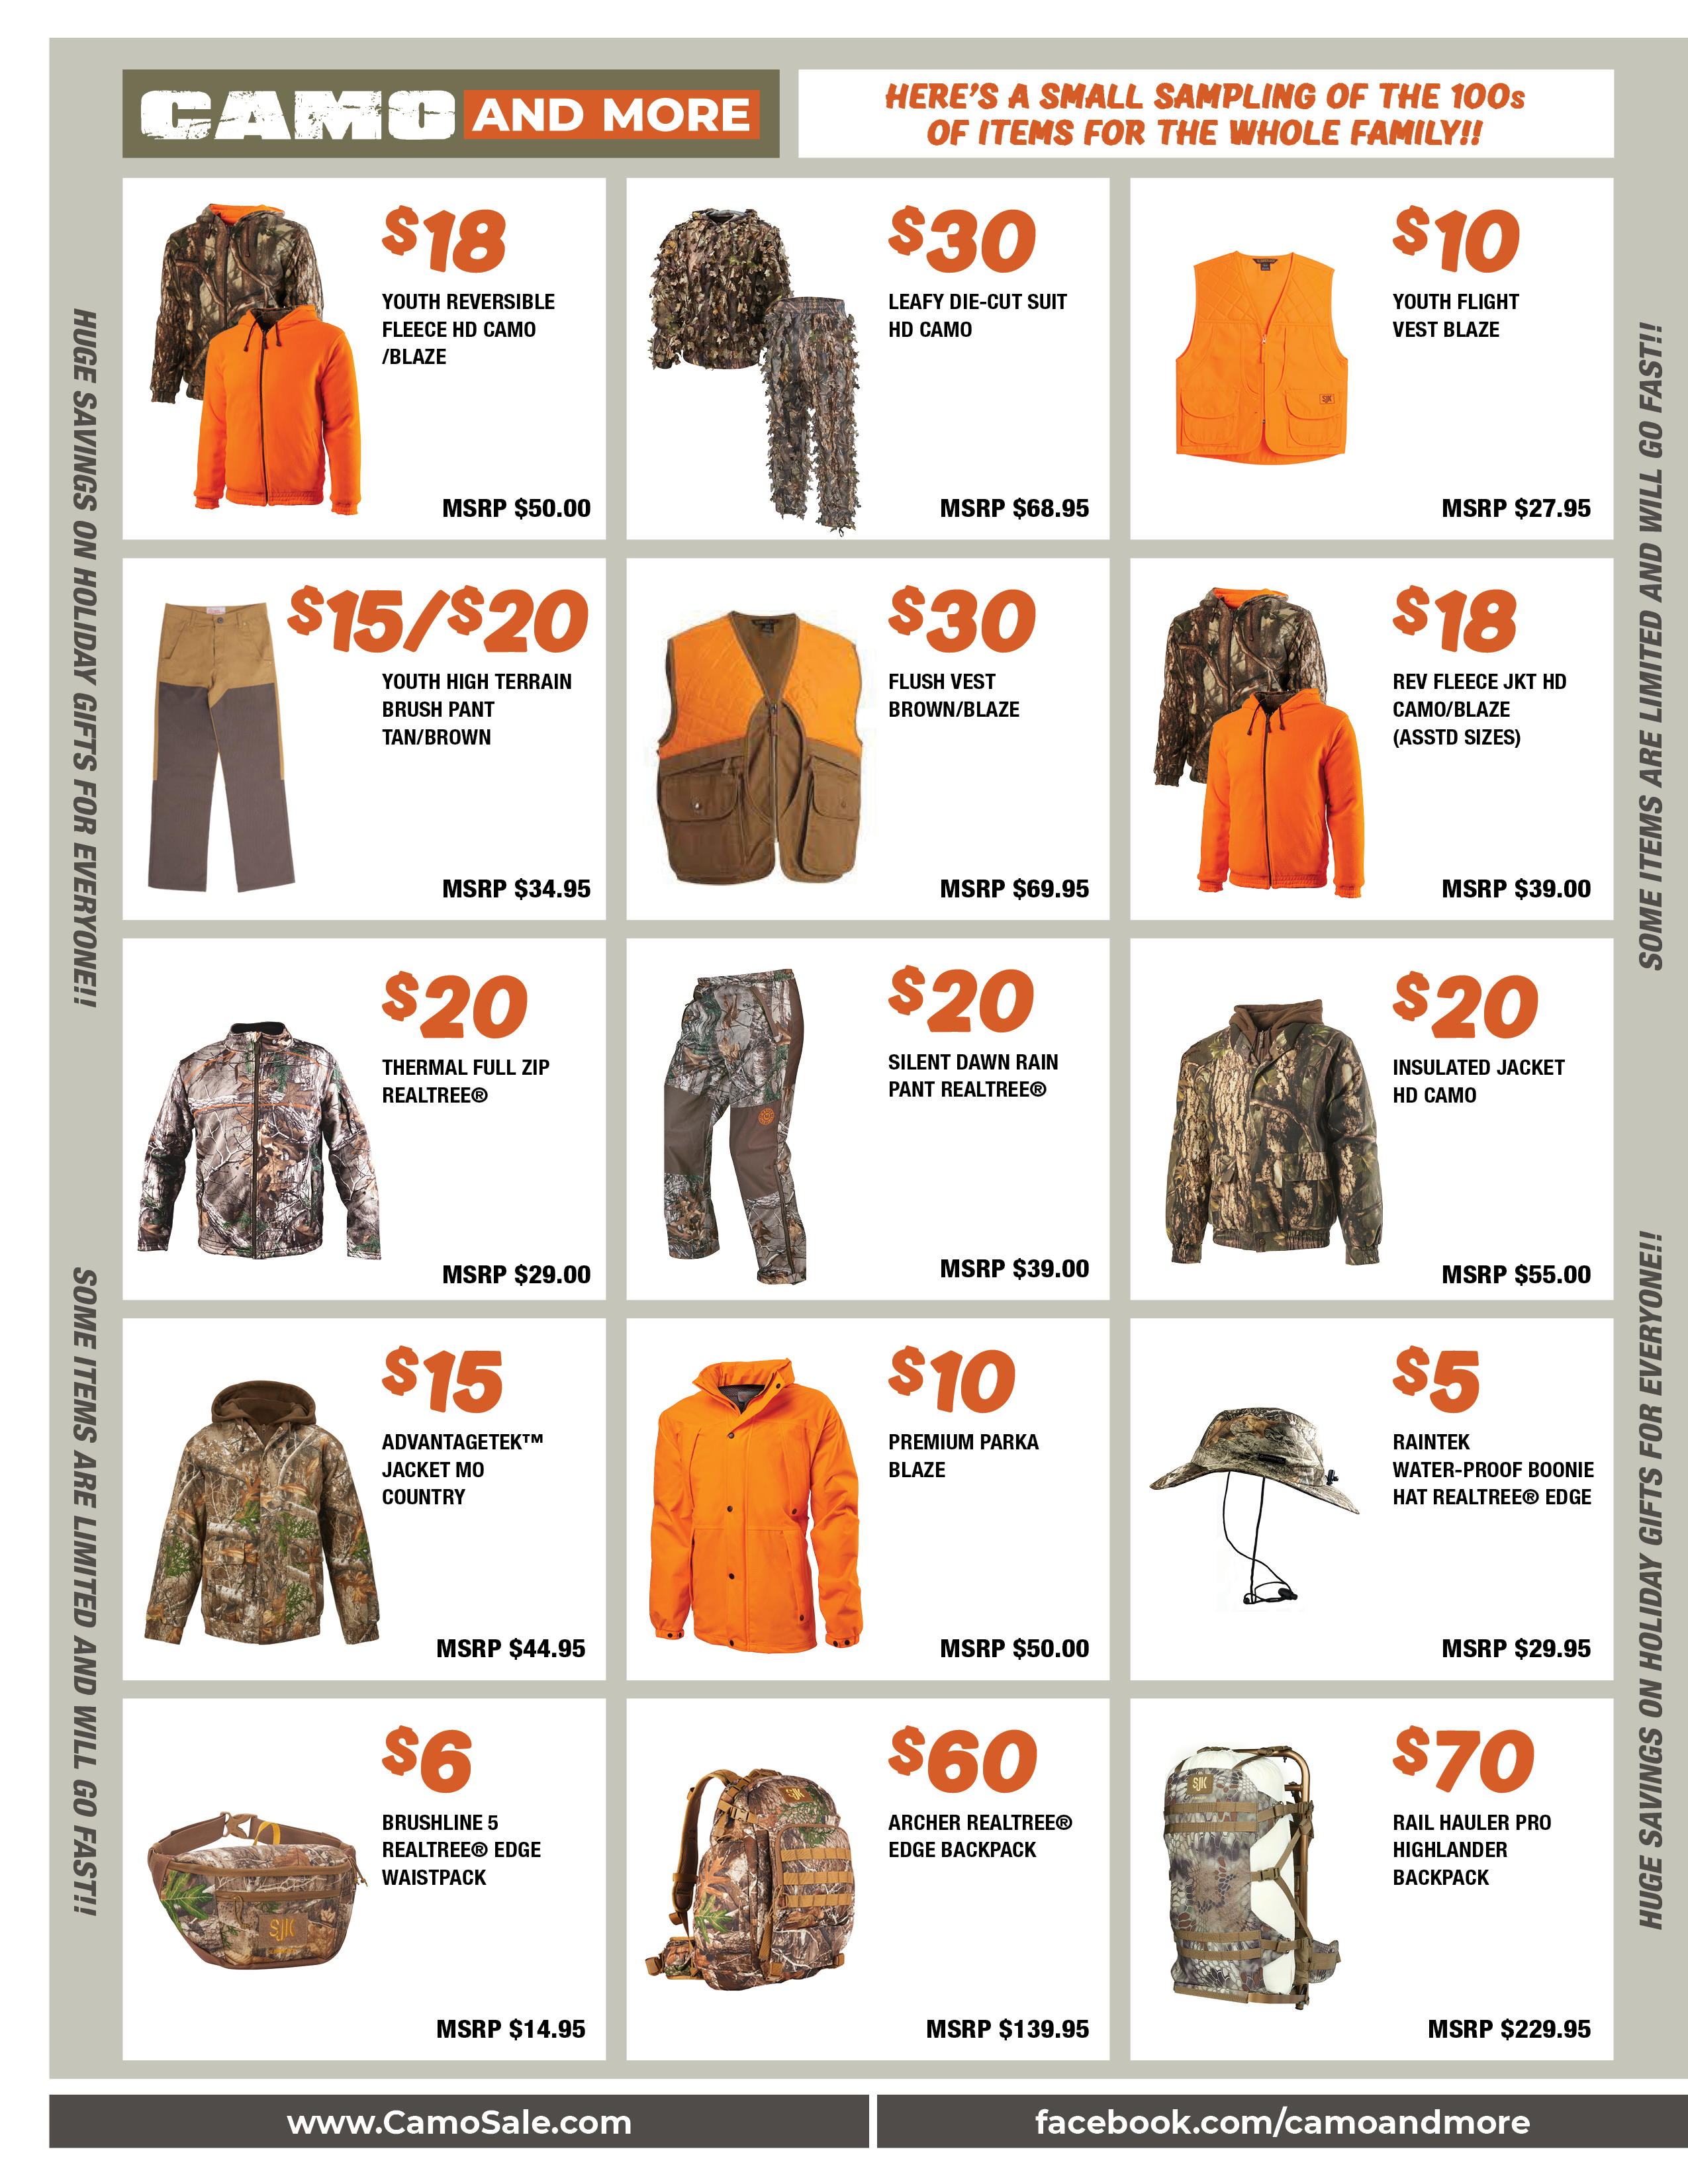 CAMO AND MORE
HERE'S A SMALL SAMPLING OF THE 100s
OF ITEMS FOR THE WHOLE FAMILY!!
HUGE SAVINGS ON HOLIDAY GIFTS FOR EVERYONE!!
SOME ITEMS ARE LIMITED AND WILL GO FAST!!
$18
YOUTH REVERSIBLE
FLEECE HD CAMO
/BLAZE
MSRP $50.00
$30
LEAFY DIE-CUT SUIT
HD CAMO
MSRP $68.95
$10
YOUTH FLIGHT
VEST BLAZE
SJK
MSRP $27.95
$15/$20
YOUTH HIGH TERRAIN
BRUSH PANT
TAN/BROWN
MSRP $34.95
$30
FLUSH VEST
BROWN/BLAZE
MSRP $69.95
$18
REV FLEECE JKT HD
CAMO/BLAZE
(ASSTD SIZES)
MSRP $39.00
$20
THERMAL FULL ZIP
REALTREE®
MSRP $29.00
$20
SILENT DAWN RAIN
PANT REALTREE®
MSRP $39.00
$20
INSULATED JACKET
HD CAMO
MSRP $55.00
$15
ADVANTAGETEK™
JACKET MO
COUNTRY
MSRP $44.95
$10
PREMIUM PARKA
BLAZE
MSRP $50.00
$5
RAINTEK
WATER-PROOF BOONIE
HAT REALTREE® EDGE
MSRP $29.95
$6
BRUSHLINE 5
REALTREE® EDGE
WAISTPACK
SJK
MSRP $14.95
$60
ARCHER REALTREE®
EDGE BACKPACK
SJK
MSRP $139.95
$70
RAIL HAULER PRO
HIGHLANDER
BACKPACK
SJK
MSRP $229.95
SOME ITEMS ARE LIMITED AND WILL GO FAST!!
HUGE SAVINGS ON HOLIDAY GIFTS FOR EVERYONE!!
www.CamoSale.com
facebook.com/camoandmore